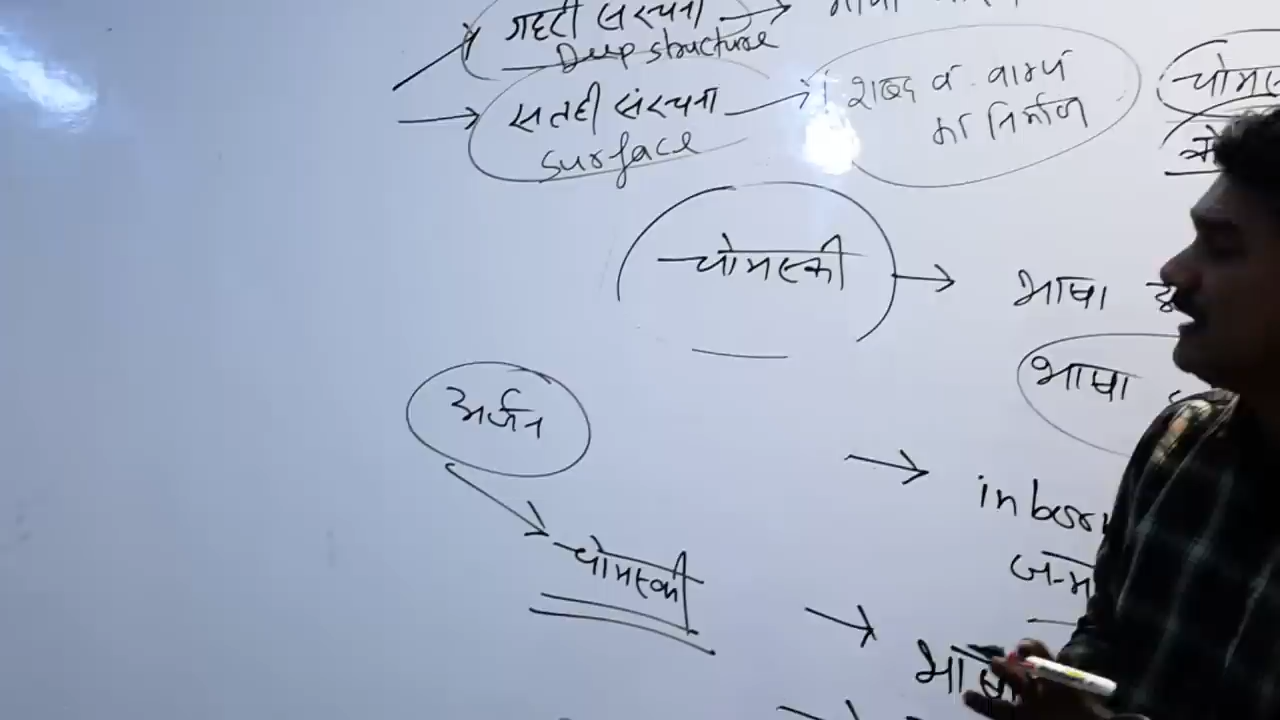 गहरी संरचना → भाषा
Deep structure
सतही संरचना → शब्द व वाक्य
surface
का निर्माण
चोमस्की → भाषा
भाषा
अर्जन
→ inborn
चोमस्की
→ भाषा